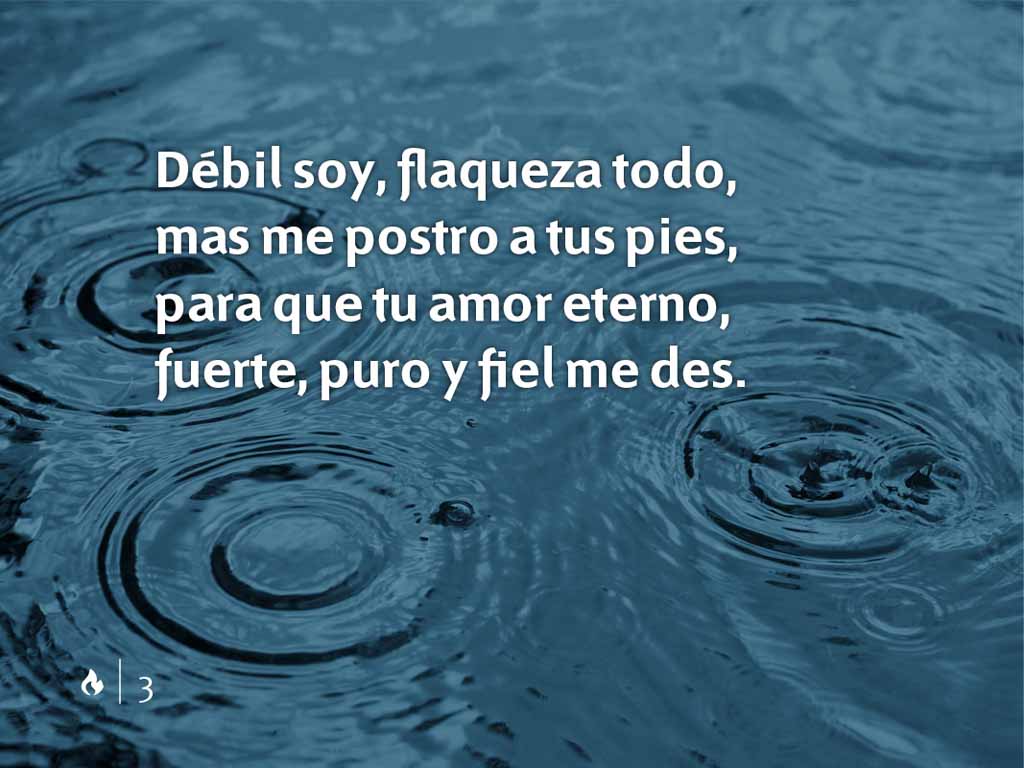 Débil soy, flaqueza todo,
mas me postro a tus pies,
para que tu amor eterno,
fuerte, puro y fiel me des.
3